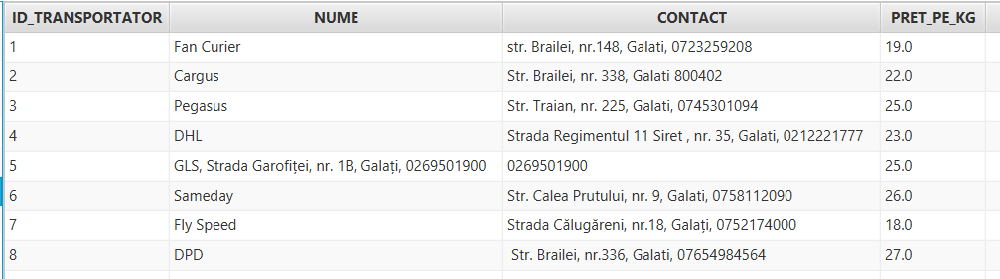 ID_TRANSPORTATOR NUME CONTACT PRET_PE_KG
1 Fan Curier str. Brailei, nr.148, Galati, 0723259208 19.0
2 Cargus Str. Brailei, nr. 338, Galati 800402 22.0
3 Pegasus Str. Traian, nr. 225, Galati, 0745301094 25.0
4 DHL Strada Regimentul 11 Siret , nr. 35, Galati, 0212221777 23.0
5 GLS, Strada Garofiței, nr. 1B, Galați, 0269501900 0269501900 25.0
6 Sameday Str. Calea Prutului, nr. 9, Galati, 0758112090 26.0
7 Fly Speed Strada Călugăreni, nr.18, Galați, 0752174000 18.0
8 DPD Str. Brailei, nr.336, Galati, 07654984564 27.0